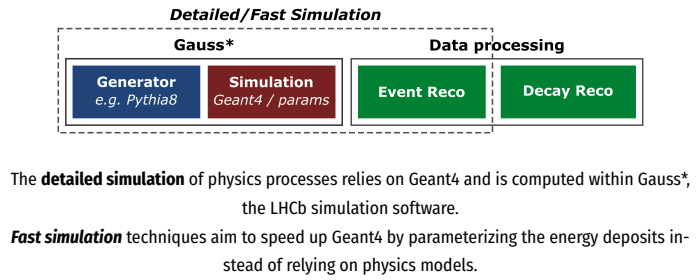 Detailed/Fast Simulation
Gauss* Data processing
Generator Simulation Event Reco Decay Reco
e.g. Pythia8 Geant4 / params
The detailed simulation of physics processes relies on Geant4 and is computed within Gauss*,
the LHCb simulation software.
Fast simulation techniques aim to speed up Geant4 by parameterizing the energy deposits in-
stead of relying on physics models.